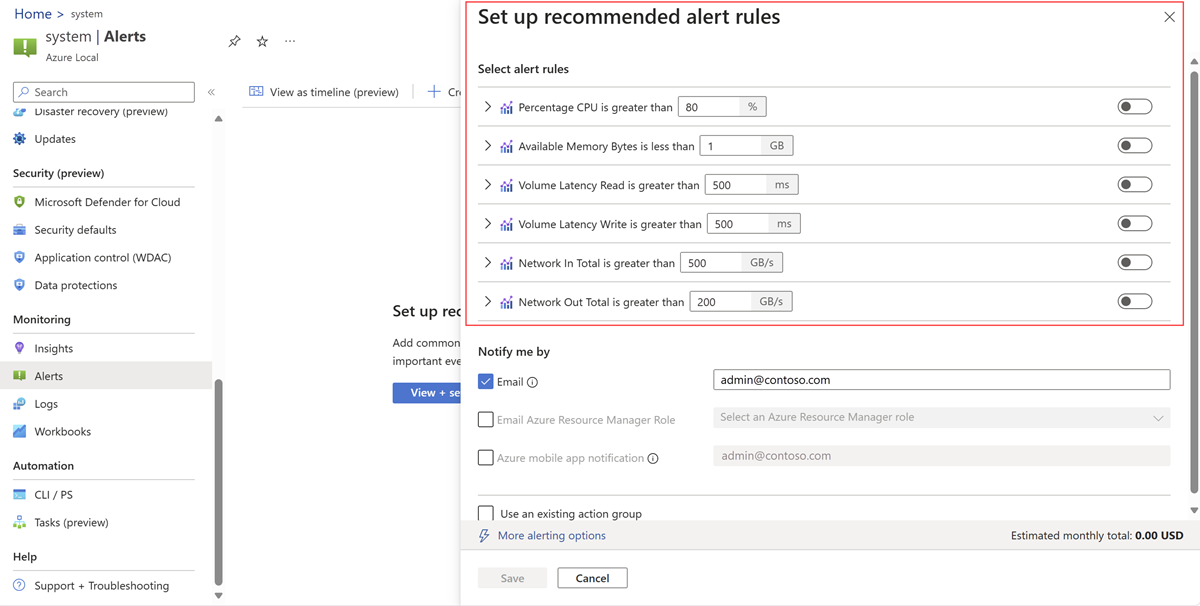 Home > system
system | Alerts
Azure Local
Search
«
Disaster recovery (preview)
Updates
Security (preview)
Microsoft Defender for Cloud
Security defaults
Application control (WDAC)
Data protections
Monitoring
Insights
Alerts
Logs
Workbooks
Automation
CLI / PS
Tasks (preview)
Help
Support + Troubleshooting
View as timeline (preview)
Cr
Set up rec
Add common
important eve
View + se
Set up recommended alert rules
Select alert rules
Percentage CPU is greater than 80 %
Available Memory Bytes is less than 1 GB
Volume Latency Read is greater than 500 ms
Volume Latency Write is greater than 500 ms
Network In Total is greater than 500 GB/s
Network Out Total is greater than 200 GB/s
Notify me by
Email admin@contoso.com
Email Azure Resource Manager Role Select an Azure Resource Manager role
Azure mobile app notification admin@contoso.com
Use an existing action group
More alerting options Estimated monthly total: 0.00 USD
Save Cancel